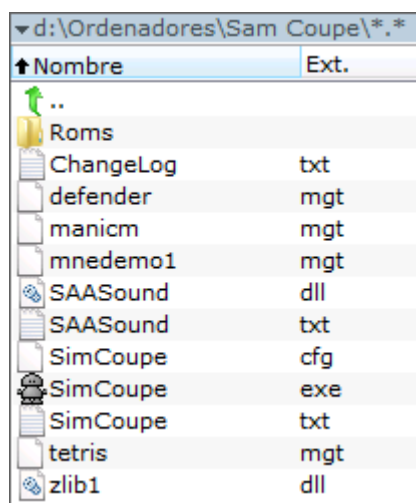 d:\Ordenadores\Sam Coupe\*.*
Nombre Ext.
..
Roms
ChangeLog txt
defender mgt
manicm mgt
mnedemo1 mgt
SAASound dll
SAASound txt
SimCoupe cfg
SimCoupe exe
SimCoupe txt
tetris mgt
zlib1 dll